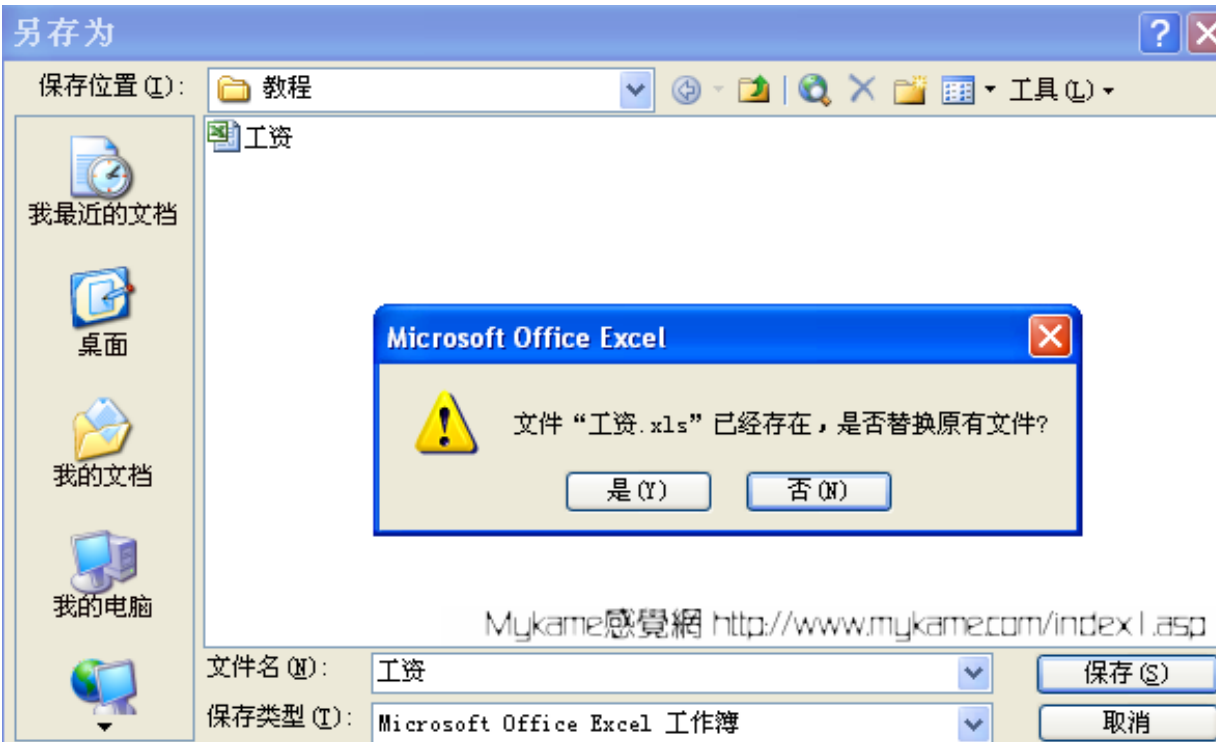 另存为
保存位置(I):
教程
工具(L)
工资
我最近的文档
桌面
我的文档
我的电脑
Microsoft Office Excel
文件“工资.xls”已经存在，是否替换原有文件?
是(Y)
否(N)
Mykame感覺網 http://www.mykame.com/index1.asp
文件名(N):
工资
保存(S)
保存类型(T):
Microsoft Office Excel 工作簿
取消